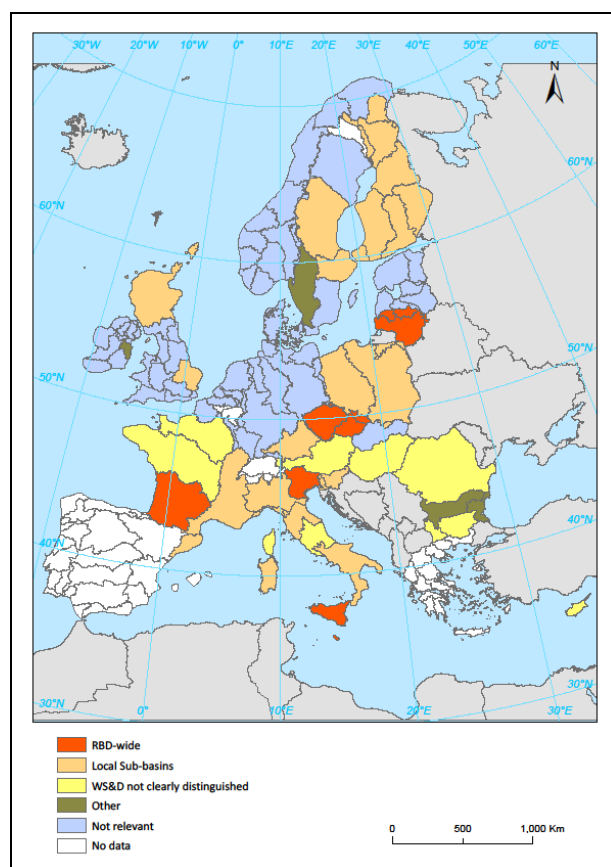 30°W 20°W 10°W 0° 10°E 20°E 30°E 40°E 50°E 60°E
N
60°N
60°N
50°N
50°N
40°N
40°N
30°N
30°N
0° 10°E 20°E 30°E
RBD-wide
Local Sub-basins
WS&D not clearly distinguished
Other
Not relevant
No data
0 500 1,000 Km